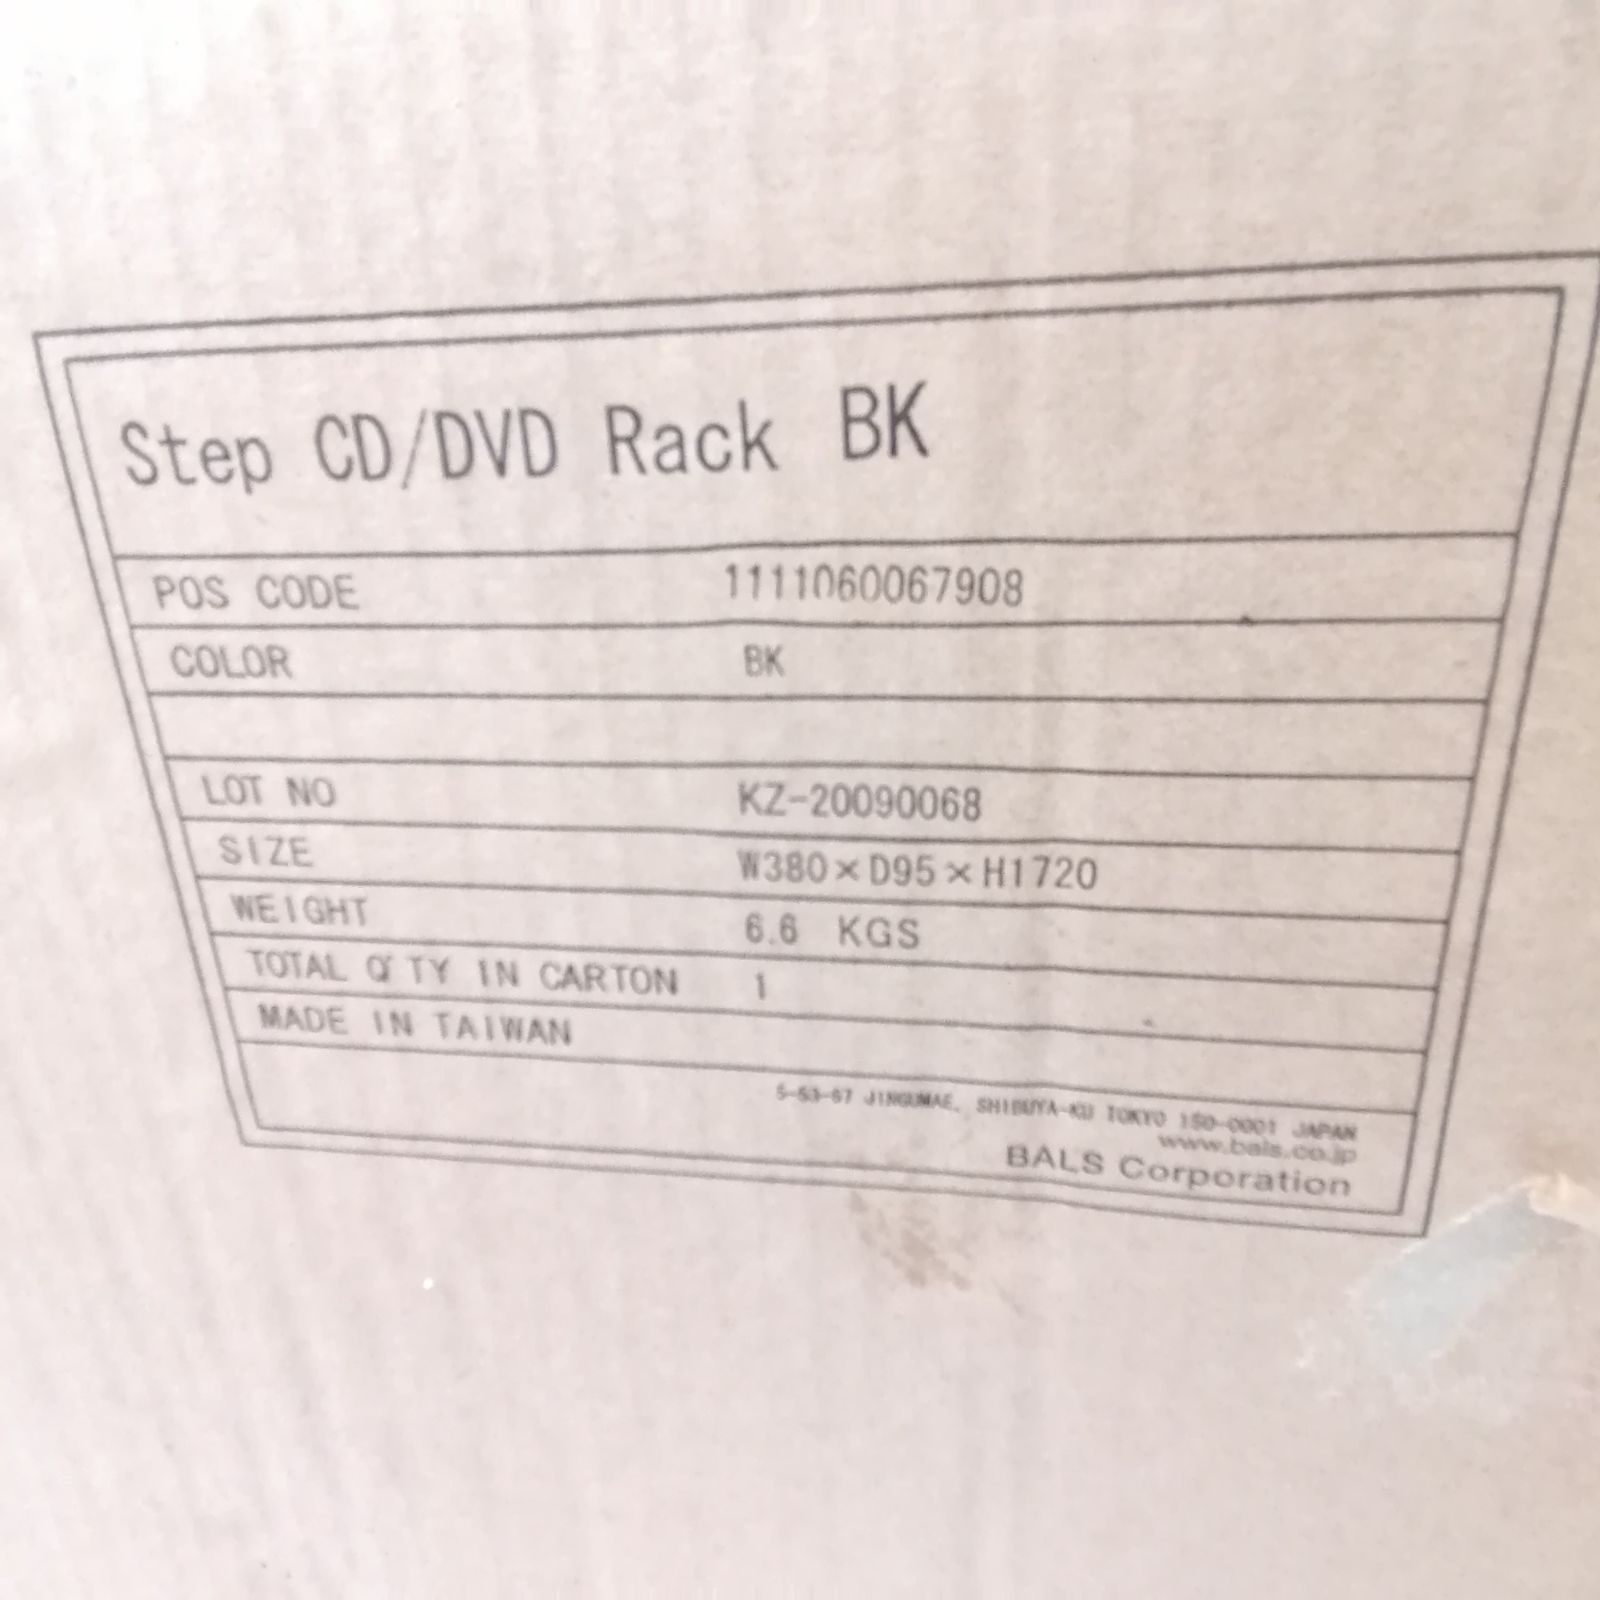 Step CD/DVD Rack BK
POS CODE 1111060067908
COLOR BK
LOT NO KZ-20090068
SIZE W380×D95×H1720
WEIGHT 6.6 KGS
TOTAL Q'TY IN CARTON 1
MADE IN TAIWAN
5-53-67 JINGUMAE, SHIBUYA-KU TOKYO 150-0001 JAPAN
www.bals.co.jp
BALS Corporation